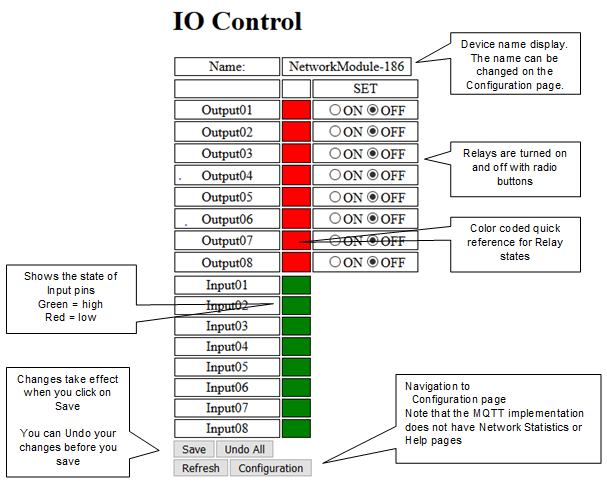 IO Control
Name: NetworkModule-186
SET
Output01 ON OFF
Output02 ON OFF
Output03 ON OFF
Output04 ON OFF
Output05 ON OFF
Output06 ON OFF
Output07 ON OFF
Output08 ON OFF
Input01
Input02
Input03
Input04
Input05
Input06
Input07
Input08
Save Undo All
Refresh Configuration
Device name display.
The name can be
changed on the
Configuration page.
Relays are turned on
and off with radio
buttons
Color coded quick
reference for Relay
states
Shows the state of
Input pins
Green = high
Red = low
Changes take effect
when you click on
Save
You can Undo your
changes before you
save
Navigation to
Configuration page
Note that the MQTT implementation
does not have Network Statistics or
Help pages